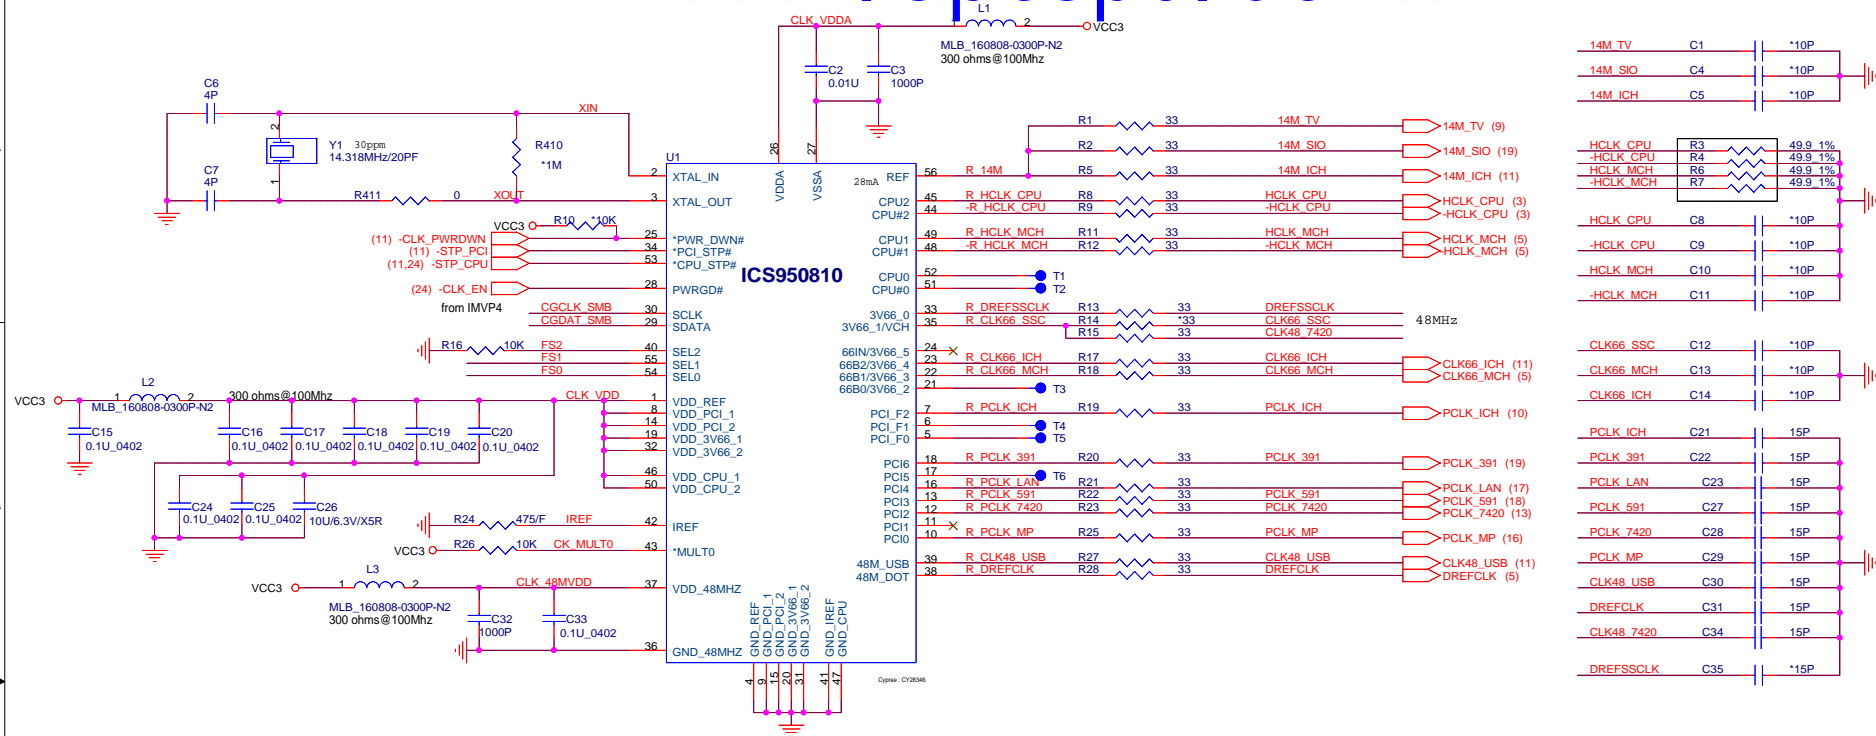 CLK_VDDA
L1
1 2
VCC3
MLB_160808-0300P-N2
300 ohms@100Mhz
C2
0.01U
C3
1000P
C6
4P
XIN
2
Y1 30ppm
14.318MHz/20PF
1
R410
*1M
C7
4P
R411 0 XOUT
VCC3 R10 *10K
(11) -CLK_PWRDWN
(11) -STP_PCI
(11,24) -STP_CPU
(24) -CLK_EN
from IMVP4
CGCLK_SMB
CGDAT_SMB
R16 10K FS2
FS1
FS0
L2
VCC3 1 2 300 ohms@100Mhz CLK_VDD
MLB_160808-0300P-N2
C15
0.1U_0402
C16
0.1U_0402
C17
0.1U_0402
C18
0.1U_0402
C19
0.1U_0402
C20
0.1U_0402
C24
0.1U_0402
C25
0.1U_0402
C26
10U/6.3V/X5R
R24 475/F IREF
VCC3 R26 10K CK_MULT0
L3
VCC3 1 2 CLK_48MVDD
MLB_160808-0300P-N2
300 ohms@100Mhz
C32
1000P
C33
0.1U_0402
U1
ICS950810
28mA
26 VDDA
27 VSSA
2 XTAL_IN
3 XTAL_OUT
25 *PWR_DWN#
34 *PCI_STP#
53 *CPU_STP#
28 PWRGD#
30 SCLK
29 SDATA
40 SEL2
55 SEL1
54 SEL0
1 VDD_REF
8 VDD_PCI_1
14 VDD_PCI_2
19 VDD_3V66_1
32 VDD_3V66_2
46 VDD_CPU_1
50 VDD_CPU_2
42 IREF
43 *MULT0
37 VDD_48MHZ
36 GND_48MHZ
4 GND_REF
9 GND_PCI_1
15 GND_PCI_2
20 GND_3V66_1
31 GND_3V66_2
41 GND_IREF
47 GND_CPU
Cypres : CY28346
R1 33 14M_TV 14M_TV (9)
R2 33 14M_SIO 14M_SIO (19)
REF 56 R_14M R5 33 14M_ICH 14M_ICH (11)
CPU2 45 R_HCLK_CPU R8 33 HCLK_CPU HCLK_CPU (3)
CPU#2 44 -R_HCLK_CPU R9 33 -HCLK_CPU -HCLK_CPU (3)
CPU1 49 R_HCLK_MCH R11 33 HCLK_MCH HCLK_MCH (5)
CPU#1 48 -R_HCLK_MCH R12 33 -HCLK_MCH -HCLK_MCH (5)
CPU0 52 T1
CPU#0 51 T2
3V66_0 33 R_DREFSSCLK R13 33 DREFSSCLK
3V66_1/VCH 35 R_CLK66_SSC R14 *33 CLK66_SSC 48MHz
R15 33 CLK48_7420
66IN/3V66_5 24
66B2/3V66_4 23 R_CLK66_ICH R17 33 CLK66_ICH CLK66_ICH (11)
66B1/3V66_3 22 R_CLK66_MCH R18 33 CLK66_MCH CLK66_MCH (5)
66B0/3V66_2 21 T3
PCI_F2 7 R_PCLK_ICH R19 33 PCLK_ICH PCLK_ICH (10)
PCI_F1 6 T4
PCI_F0 5 T5
PCI6 18 R_PCLK_391 R20 33 PCLK_391 PCLK_391 (19)
PCI5 17 T6
PCI4 16 R_PCLK_LAN R21 33 PCLK_LAN (17)
PCI3 13 R_PCLK_591 R22 33 PCLK_591 PCLK_591 (18)
PCI2 12 R_PCLK_7420 R23 33 PCLK_7420 PCLK_7420 (13)
PCI1 11
PCI0 10 R_PCLK_MP R25 33 PCLK_MP PCLK_MP (16)
48M_USB 39 R_CLK48_USB R27 33 CLK48_USB CLK48_USB (11)
48M_DOT 38 R_DREFCLK R28 33 DREFCLK DREFCLK (5)
14M_TV C1 *10P
14M_SIO C4 *10P
14M_ICH C5 *10P
HCLK_CPU R3 49.9_1%
-HCLK_CPU R4 49.9_1%
HCLK_MCH R6 49.9_1%
-HCLK_MCH R7 49.9_1%
HCLK_CPU C8 *10P
-HCLK_CPU C9 *10P
HCLK_MCH C10 *10P
-HCLK_MCH C11 *10P
CLK66_SSC C12 *10P
CLK66_MCH C13 *10P
CLK66_ICH C14 *10P
PCLK_ICH C21 15P
PCLK_391 C22 15P
PCLK_LAN C23 15P
PCLK_591 C27 15P
PCLK_7420 C28 15P
PCLK_MP C29 15P
CLK48_USB C30 15P
DREFCLK C31 15P
CLK48_7420 C34 15P
DREFSSCLK C35 *15P